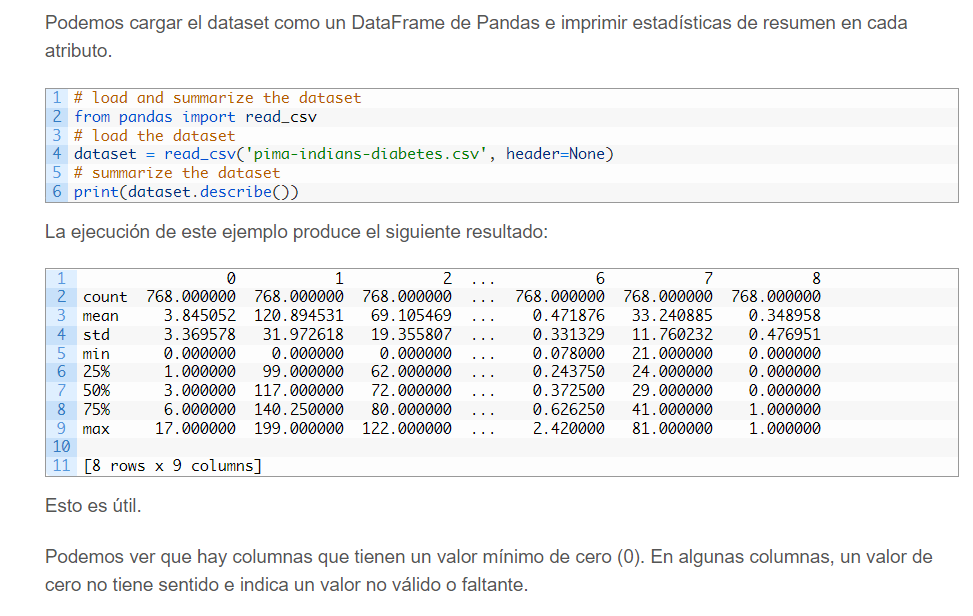 Podemos cargar el dataset como un DataFrame de Pandas e imprimir estadísticas de resumen en cada
atributo.
1 # load and summarize the dataset
2 from pandas import read_csv
3 # load the dataset
4 dataset = read_csv('pima-indians-diabetes.csv', header=None)
5 # summarize the dataset
6 print(dataset.describe())
La ejecución de este ejemplo produce el siguiente resultado:
1 0 1 2 ... 6 7 8
2 count 768.000000 768.000000 768.000000 ... 768.000000 768.000000 768.000000
3 mean 3.845052 120.894531 69.105469 ... 0.471876 33.240885 0.348958
4 std 3.369578 31.972618 19.355807 ... 0.331329 11.760232 0.476951
5 min 0.000000 0.000000 0.000000 ... 0.078000 21.000000 0.000000
6 25% 1.000000 99.000000 62.000000 ... 0.243750 24.000000 0.000000
7 50% 3.000000 117.000000 72.000000 ... 0.372500 29.000000 0.000000
8 75% 6.000000 140.250000 80.000000 ... 0.626250 41.000000 1.000000
9 max 17.000000 199.000000 122.000000 ... 2.420000 81.000000 1.000000
10
11 [8 rows x 9 columns]
Esto es útil.
Podemos ver que hay columnas que tienen un valor mínimo de cero (0). En algunas columnas, un valor de
cero no tiene sentido e indica un valor no válido o faltante.